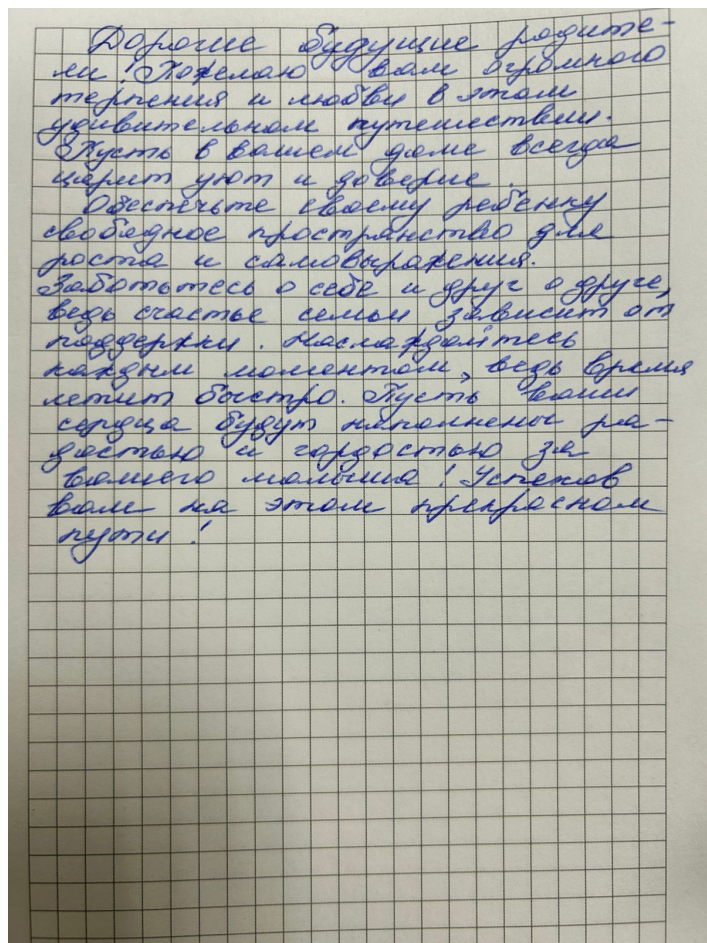 Дорогие будущие родите-
ли! Пожелаю вам огромного
терпения и любви в этом
удивительном путешествии.
Пусть в вашем доме всегда
царит уют и доверие.
Обеспечьте своему ребёнку
свободное пространство для
роста и самовыражения.
Заботьтесь о себе и друг о друге,
ведь счастье семьи зависит от
поддержки. Наслаждайтесь
каждым моментом, ведь время
летит быстро. Пусть ваши
сердца будут наполнены ра-
достью и гордостью за
вашего малыша! Успехов
вам на этом прекрасном
пути!